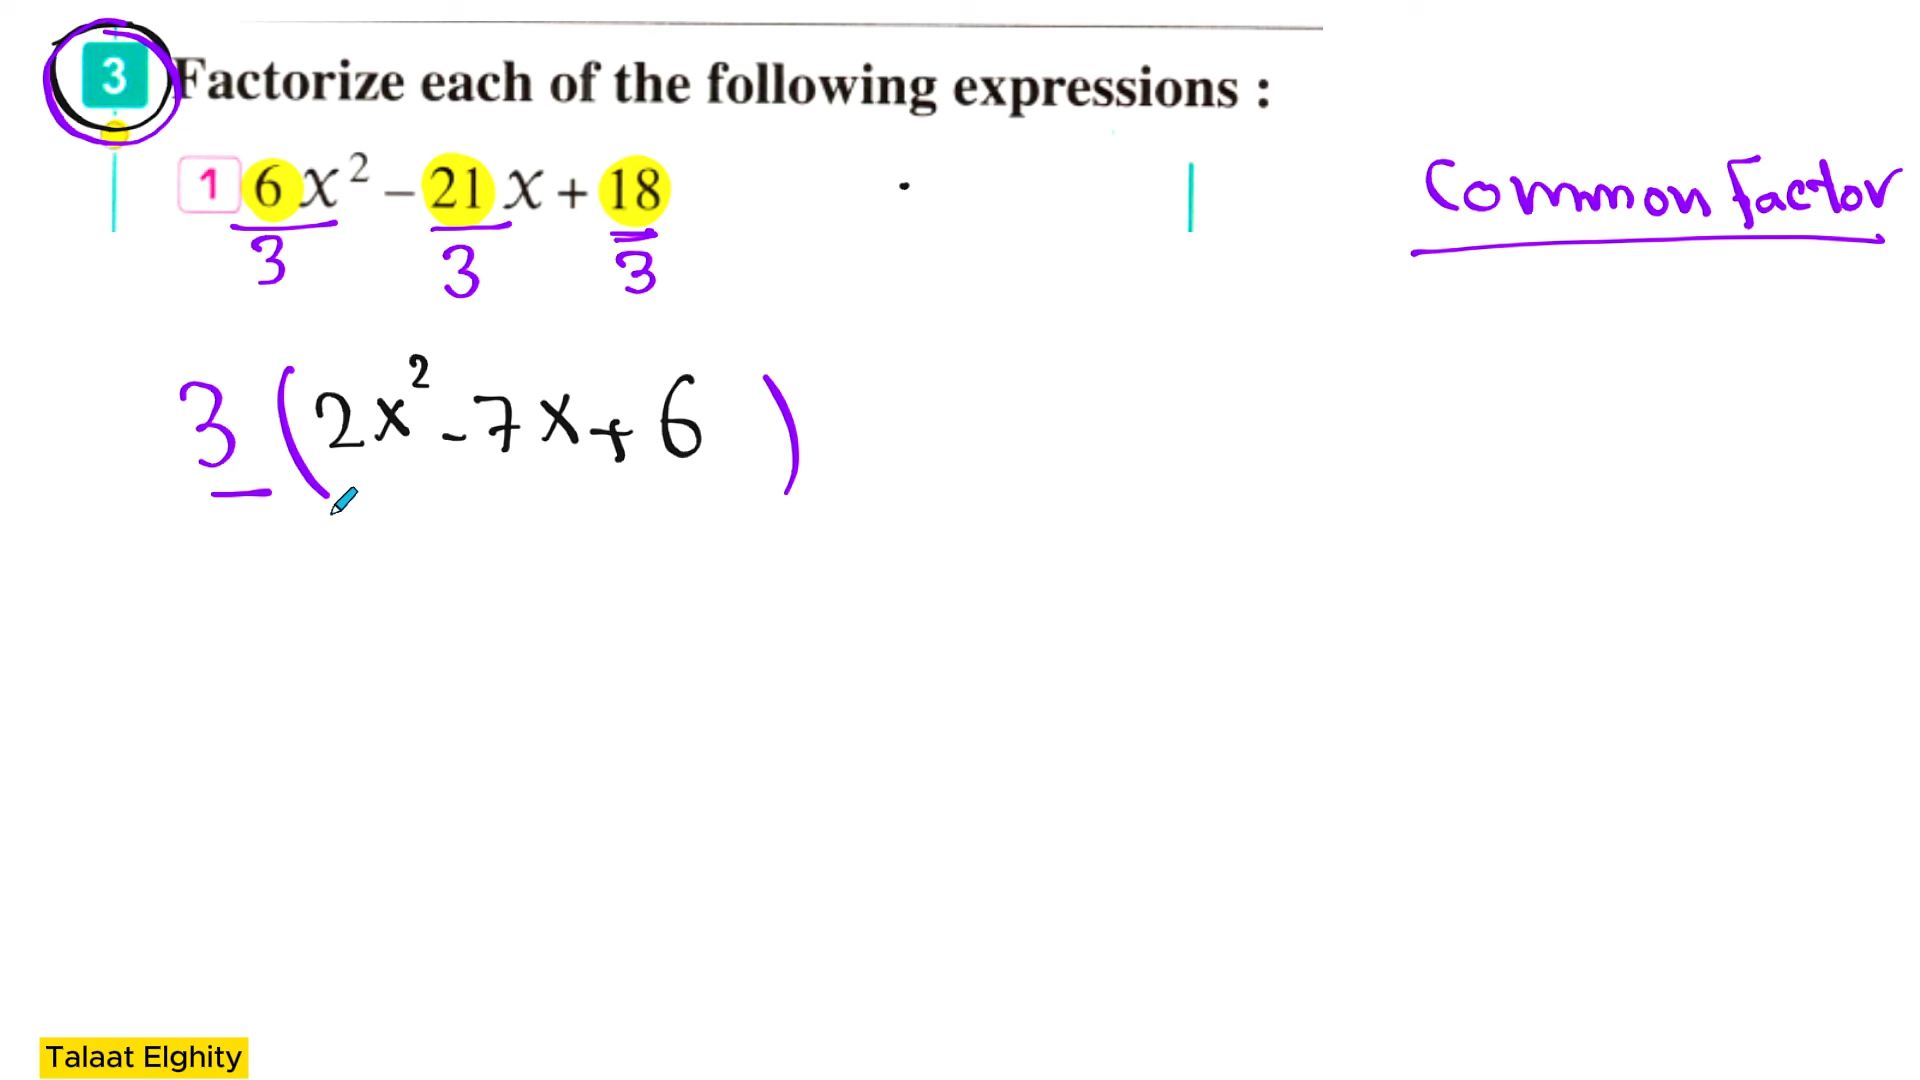 3 Factorize each of the following expressions :
1 6x² – 21x + 18
3 3 3
Common Factor
3 ( 2x² - 7x + 6 )
Talaat Elghity